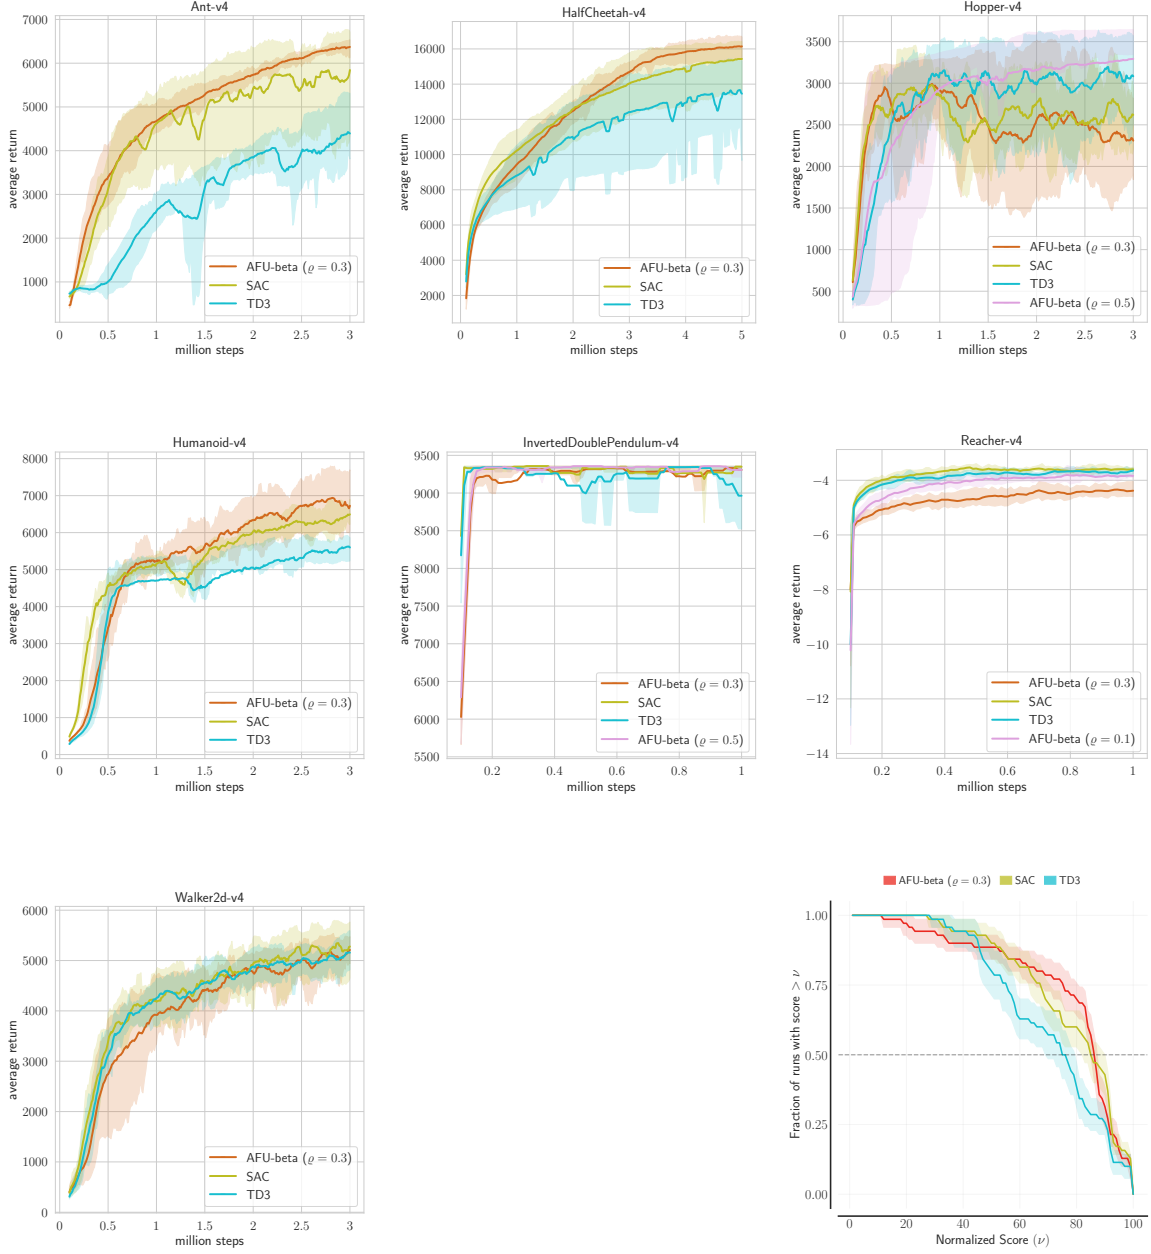 Ant-v4
average return
7000
6000
5000
4000
3000
2000
1000
0
0.5
1
1.5
2
2.5
3
million steps
AFU-beta (ϱ = 0.3)
SAC
TD3
HalfCheetah-v4
average return
16000
14000
12000
10000
8000
6000
4000
2000
0
1
2
3
4
5
million steps
AFU-beta (ϱ = 0.3)
SAC
TD3
Hopper-v4
average return
3500
3000
2500
2000
1500
1000
500
0
0.5
1
1.5
2
2.5
3
million steps
AFU-beta (ϱ = 0.3)
SAC
TD3
AFU-beta (ϱ = 0.5)
Humanoid-v4
average return
8000
7000
6000
5000
4000
3000
2000
1000
0
0
0.5
1
1.5
2
2.5
3
million steps
AFU-beta (ϱ = 0.3)
SAC
TD3
InvertedDoublePendulum-v4
average return
9500
9000
8500
8000
7500
7000
6500
6000
5500
0.2
0.4
0.6
0.8
1
million steps
AFU-beta (ϱ = 0.3)
SAC
TD3
AFU-beta (ϱ = 0.5)
Reacher-v4
average return
−4
−6
−8
−10
−12
−14
0.2
0.4
0.6
0.8
1
million steps
AFU-beta (ϱ = 0.3)
SAC
TD3
AFU-beta (ϱ = 0.1)
Walker2d-v4
average return
6000
5000
4000
3000
2000
1000
0
0
0.5
1
1.5
2
2.5
3
million steps
AFU-beta (ϱ = 0.3)
SAC
TD3
AFU-beta (ϱ = 0.3)
SAC
TD3
Fraction of runs with score > ν
1.00
0.75
0.50
0.25
0.00
0
20
40
60
80
100
Normalized Score (ν)